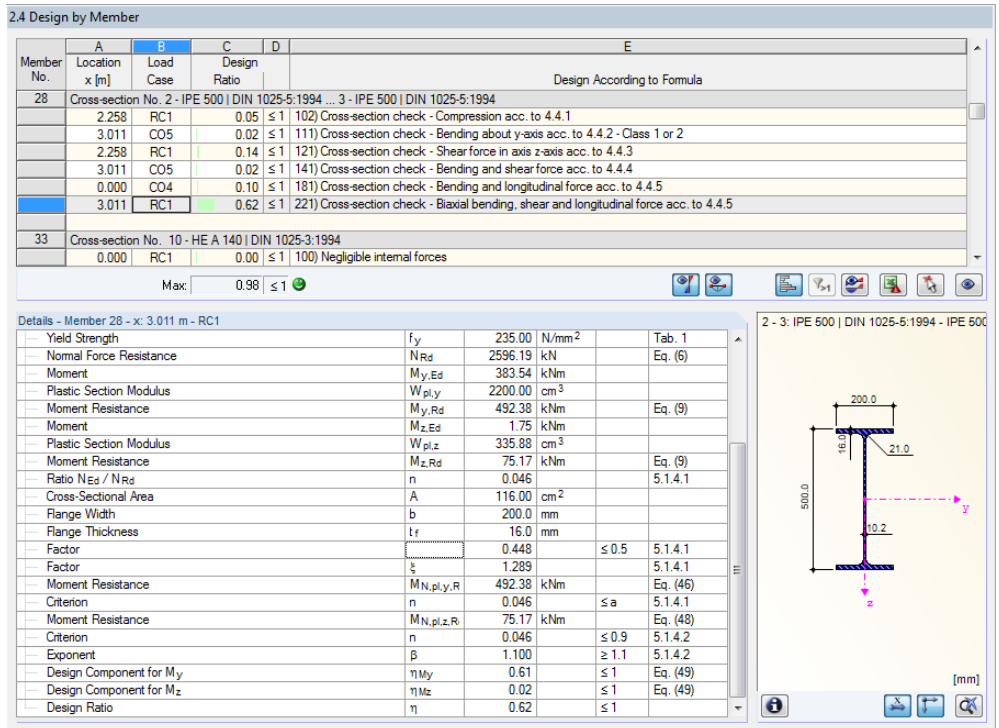 2.4 Design by Member
A B C D E
Member Location Load Design
No. x [m] Case Ratio Design According to Formula
28 Cross-section No. 2 - IPE 500 | DIN 1025-5:1994 ... 3 - IPE 500 | DIN 1025-5:1994
2.258 RC1 0.05 ≤ 1 102) Cross-section check - Compression acc. to 4.4.1
3.011 CO5 0.02 ≤ 1 111) Cross-section check - Bending about y-axis acc. to 4.4.2 - Class 1 or 2
2.258 RC1 0.14 ≤ 1 121) Cross-section check - Shear force in axis z-axis acc. to 4.4.3
3.011 CO5 0.02 ≤ 1 141) Cross-section check - Bending and shear force acc. to 4.4.4
0.000 CO4 0.10 ≤ 1 181) Cross-section check - Bending and longitudinal force acc. to 4.4.5
3.011 RC1 0.62 ≤ 1 221) Cross-section check - Biaxial bending, shear and longitudinal force acc. to 4.4.5
33 Cross-section No. 10 - HE A 140 | DIN 1025-3:1994
0.000 RC1 0.00 ≤ 1 100) Negligible internal forces
Max: 0.98 ≤ 1 >1
Details - Member 28 - x: 3.011 m - RC1
Yield Strength fy 235.00 N/mm2 Tab. 1
Normal Force Resistance NRd 2596.19 kN Eq. (6)
Moment My,Ed 383.54 kNm
Plastic Section Modulus Wpl,y 2200.00 cm3
Moment Resistance My,Rd 492.38 kNm Eq. (9)
Moment Mz,Ed 1.75 kNm
Plastic Section Modulus Wpl,z 335.88 cm3
Moment Resistance Mz,Rd 75.17 kNm Eq. (9)
Ratio NEd / NRd n 0.046 5.1.4.1
Cross-Sectional Area A 116.00 cm2
Flange Width b 200.0 mm
Flange Thickness tf 16.0 mm
Factor 0.448 ≤ 0.5 5.1.4.1
Factor ξ 1.289 5.1.4.1
Moment Resistance MN,pl,y,R 492.38 kNm Eq. (46)
Criterion n 0.046 ≤ a 5.1.4.1
Moment Resistance MN,pl,z,R 75.17 kNm Eq. (48)
Criterion n 0.046 ≤ 0.9 5.1.4.2
Exponent β 1.100 ≥ 1.1 5.1.4.2
Design Component for My ηMy 0.61 ≤ 1 Eq. (49)
Design Component for Mz ηMz 0.02 ≤ 1 Eq. (49)
Design Ratio η 0.62 ≤ 1
2 - 3: IPE 500 | DIN 1025-5:1994 - IPE 500
200.0
16.0
21.0
500.0
y
10.2
z
[mm]